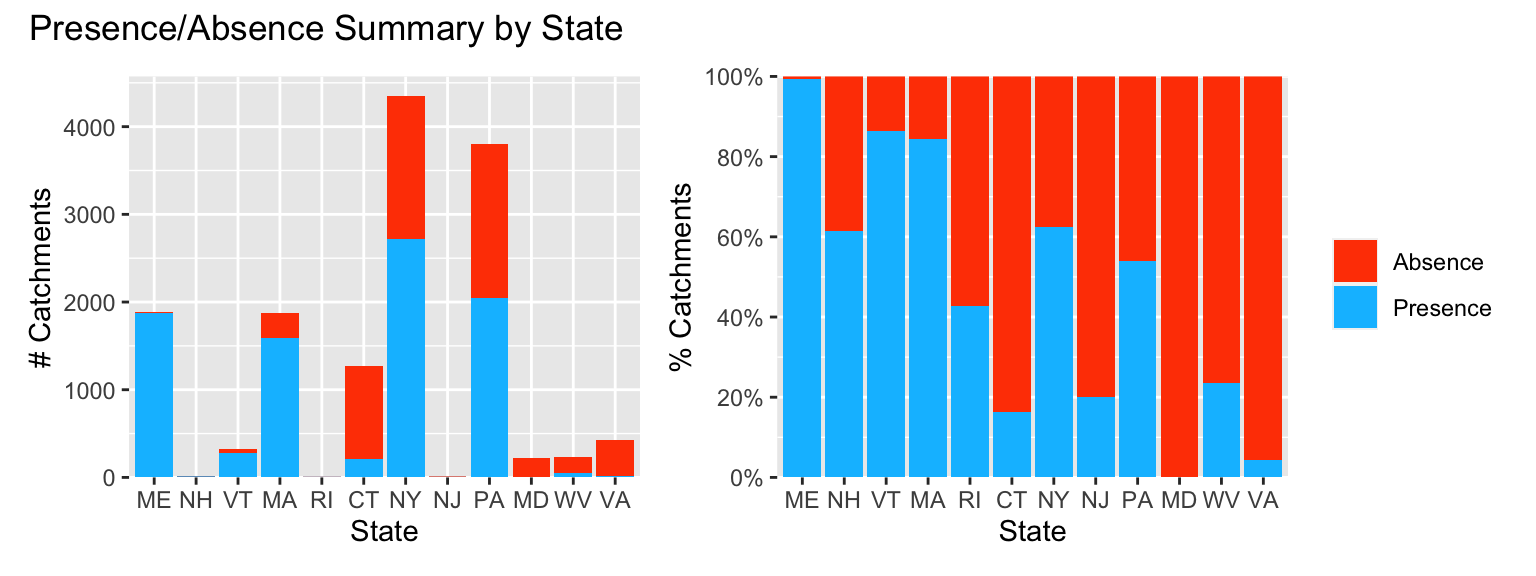 Presence/Absence Summary by State
# Catchments
4000
3000
2000
1000
0
ME NH VT MA RI CT NY NJ PA MD WV VA
State
% Catchments
100%
80%
60%
40%
20%
0%
ME NH VT MA RI CT NY NJ PA MD WV VA
State
Absence
Presence